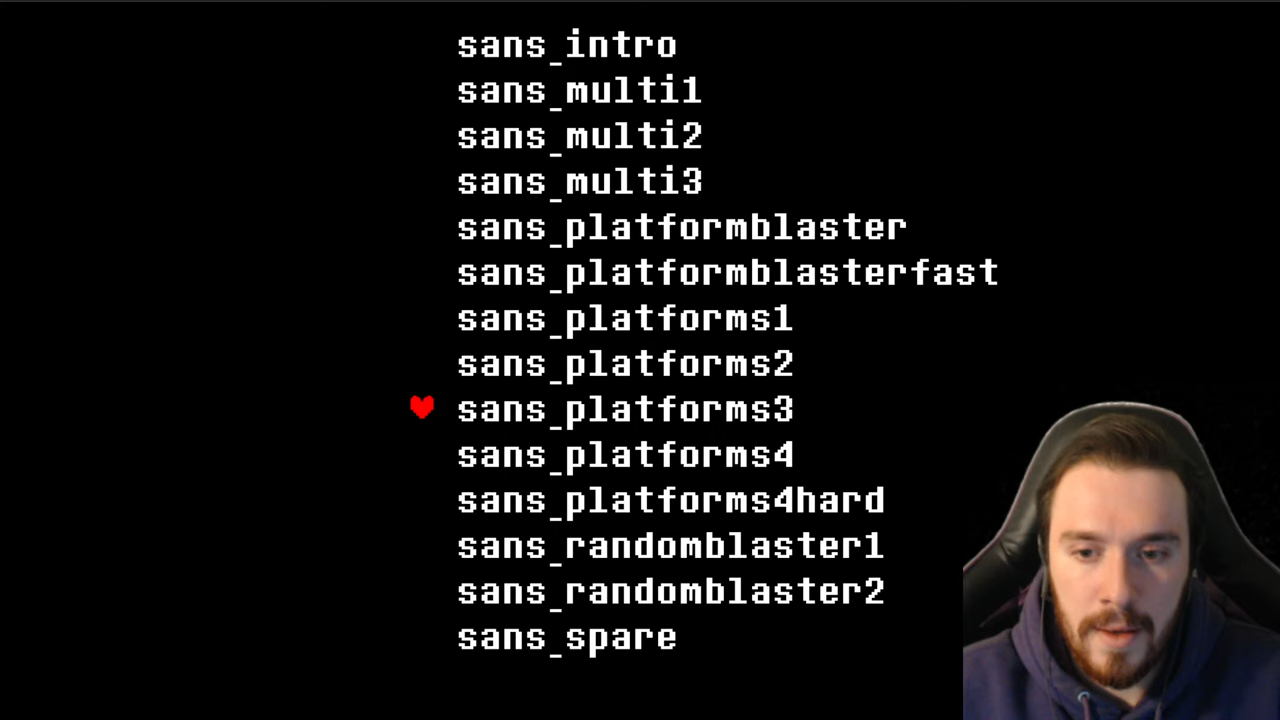 sans_intro
sans_multi1
sans_multi2
sans_multi3
sans_platformblaster
sans_platformblasterfast
sans_platforms1
sans_platforms2
sans_platforms3
sans_platforms4
sans_platforms4hard
sans_randomblaster1
sans_randomblaster2
sans_spare